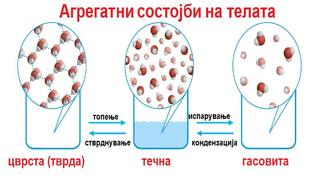 Агрегатни состојби на телата
топење
стврднување
испарување
кондензација
цврста (тврда)
течна
гасовита